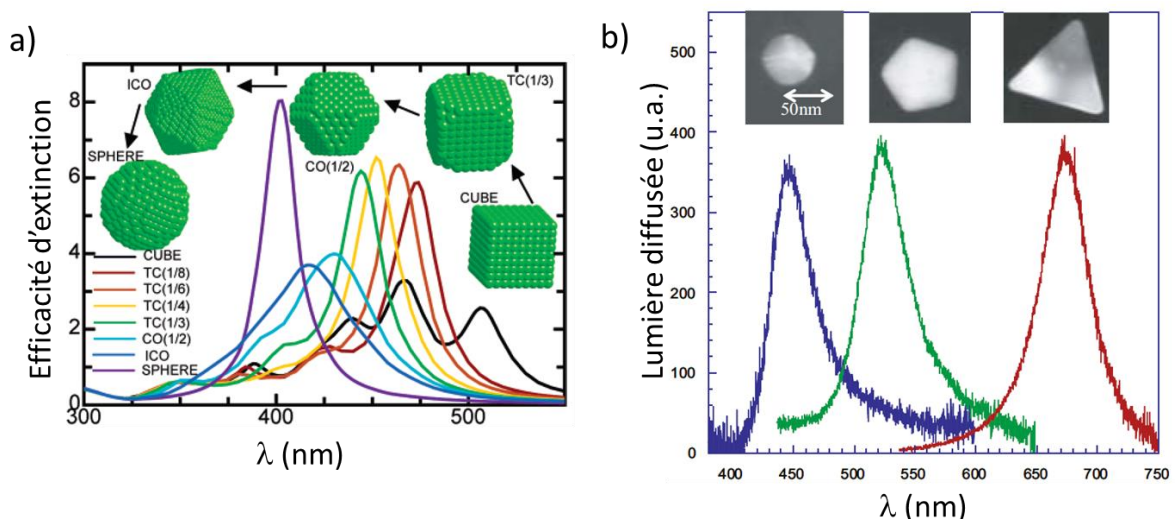 a)
Efficacité d'extinction
8
6
4
2
0
300
400
500
λ (nm)
ICO
SPHERE
CO(1/2)
TC(1/3)
CUBE
CUBE
TC(1/8)
TC(1/6)
TC(1/4)
TC(1/3)
CO(1/2)
ICO
SPHERE
b)
Lumière diffusée (u.a.)
500
400
300
200
100
0
400
450
500
550
600
650
700
750
λ (nm)
50nm